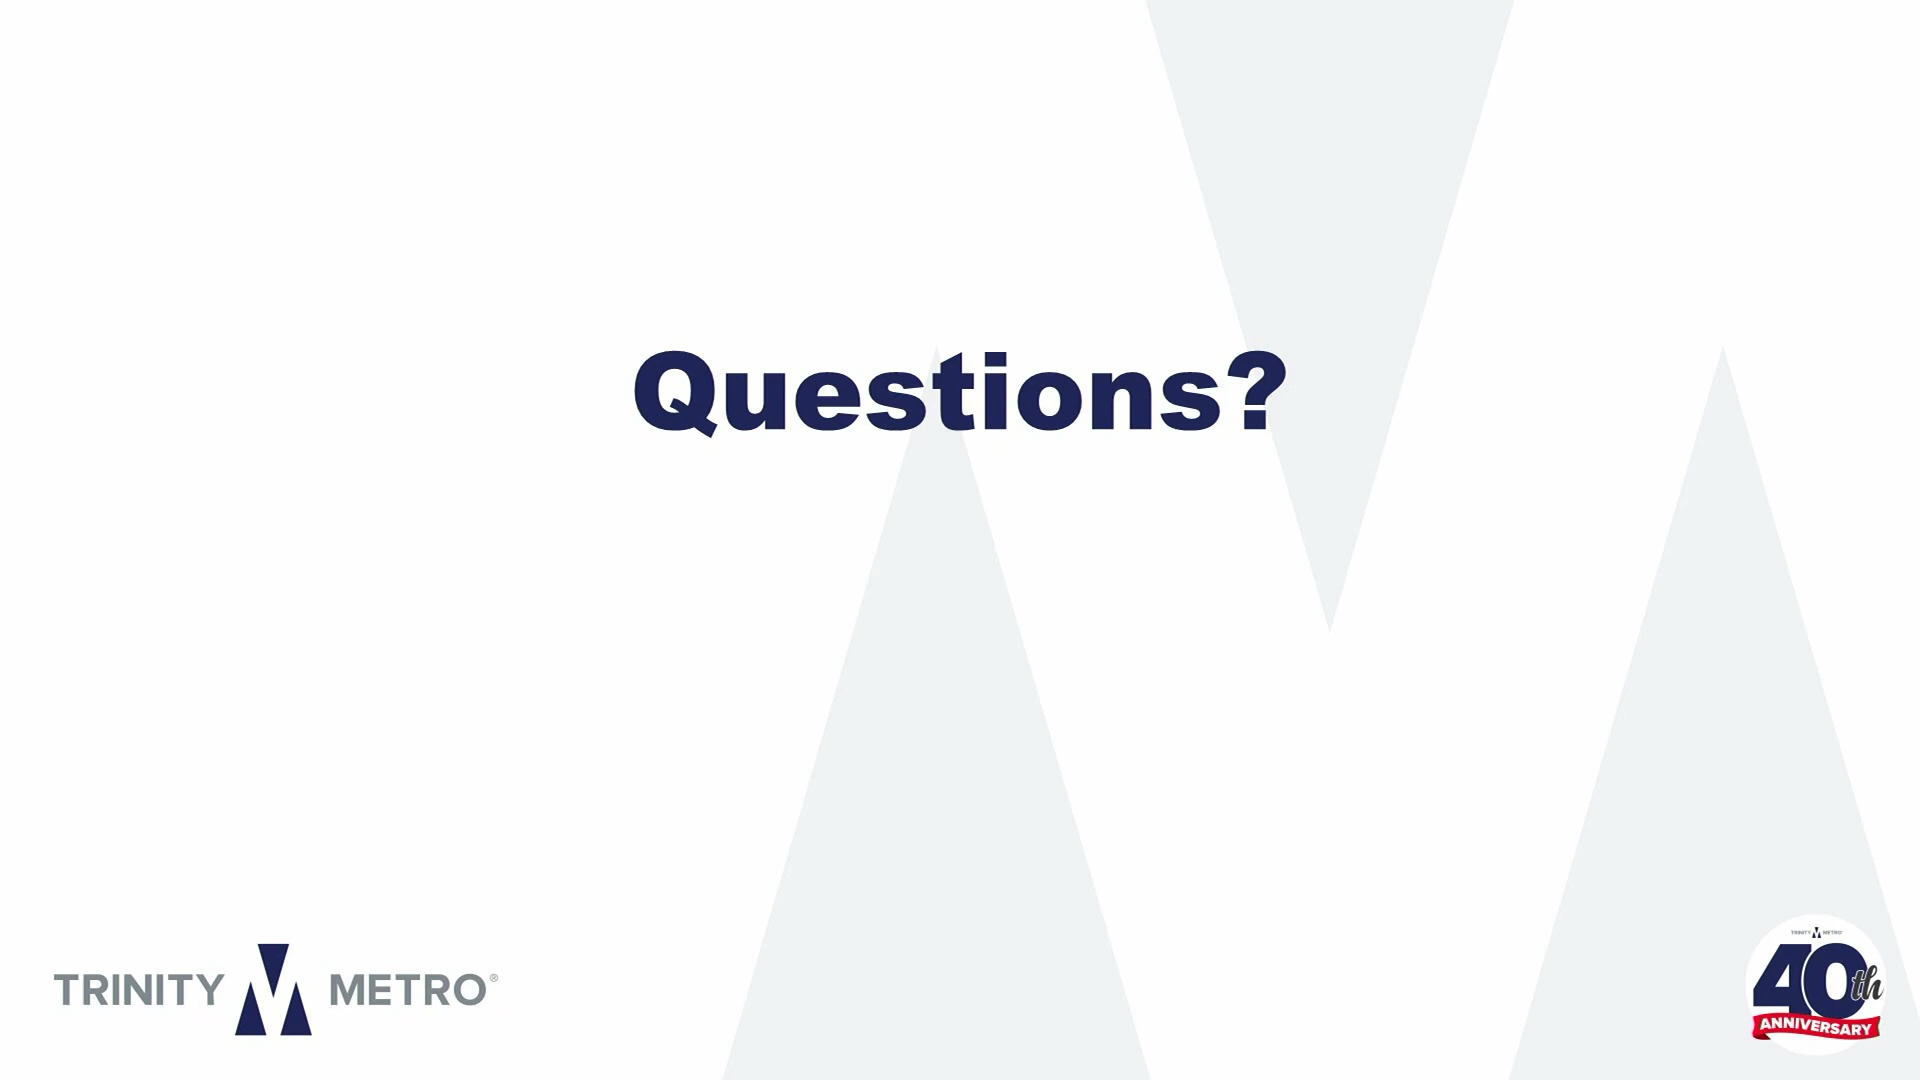 Questions?
TRINITY METRO®
TRINITY METRO
40th
ANNIVERSARY